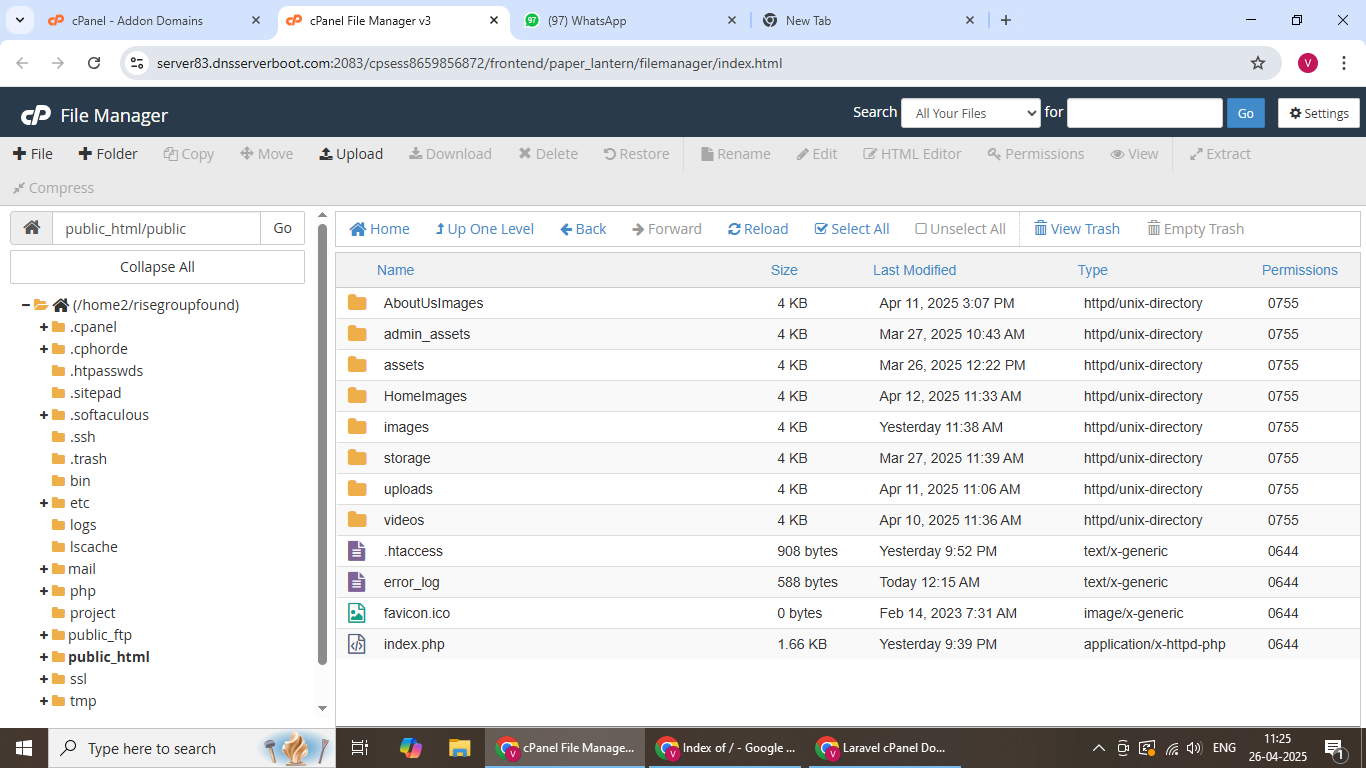 cPanel - Addon Domains
cPanel File Manager v3
97 (97) WhatsApp
New Tab
server83.dnsserverboot.com:2083/cpsess8659856872/frontend/paper_lantern/filemanager/index.html
V
cP File Manager
Search All Your Files for Go Settings
File Folder Copy Move Upload Download Delete Restore Rename Edit HTML Editor Permissions View Extract
Compress
public_html/public Go
Collapse All
(/home2/risegroupfound)
.cpanel
.cphorde
.htpasswds
.sitepad
.softaculous
.ssh
.trash
bin
etc
logs
lscache
mail
php
project
public_ftp
public_html
ssl
tmp
Home Up One Level Back Forward Reload Select All Unselect All View Trash Empty Trash
Name Size Last Modified Type Permissions
AboutUsImages 4 KB Apr 11, 2025 3:07 PM httpd/unix-directory 0755
admin_assets 4 KB Mar 27, 2025 10:43 AM httpd/unix-directory 0755
assets 4 KB Mar 26, 2025 12:22 PM httpd/unix-directory 0755
HomeImages 4 KB Apr 12, 2025 11:33 AM httpd/unix-directory 0755
images 4 KB Yesterday 11:38 AM httpd/unix-directory 0755
storage 4 KB Mar 27, 2025 11:39 AM httpd/unix-directory 0755
uploads 4 KB Apr 11, 2025 11:06 AM httpd/unix-directory 0755
videos 4 KB Apr 10, 2025 11:36 AM httpd/unix-directory 0755
.htaccess 908 bytes Yesterday 9:52 PM text/x-generic 0644
error_log 588 bytes Today 12:15 AM text/x-generic 0644
favicon.ico 0 bytes Feb 14, 2023 7:31 AM image/x-generic 0644
index.php 1.66 KB Yesterday 9:39 PM application/x-httpd-php 0644
Type here to search
V cPanel File Manage...
V Index of / - Google ...
V Laravel cPanel Do...
ENG
11:25
26-04-2025
1